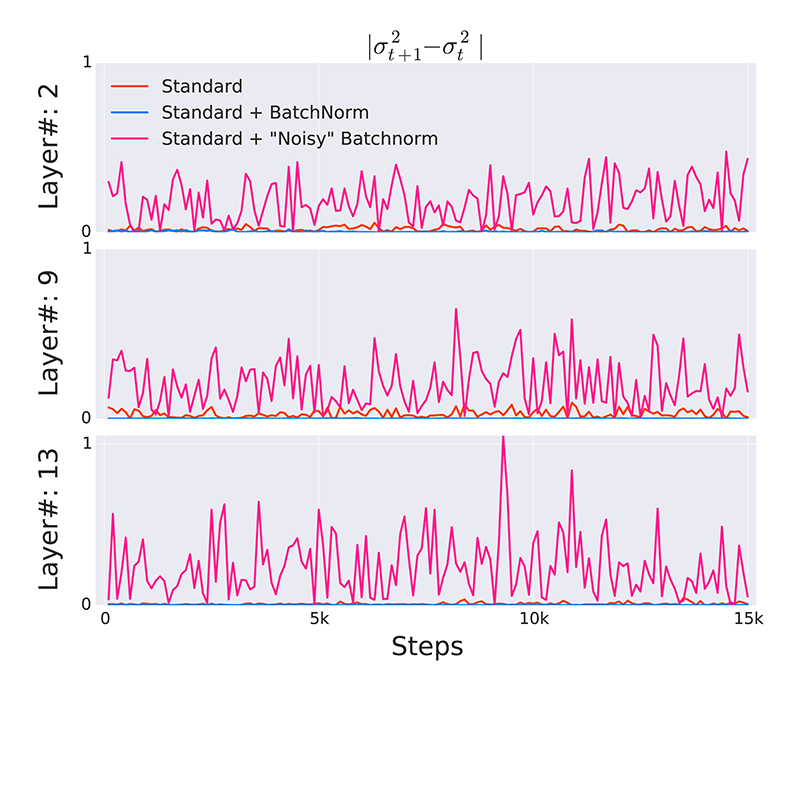 |σ²ₜ₊₁−σ²ₜ |
1
Layer#: 2
Standard
Standard + BatchNorm
Standard + "Noisy" Batchnorm
0
1
Layer#: 9
0
1
Layer#: 13
0
0 5k 10k 15k
Steps